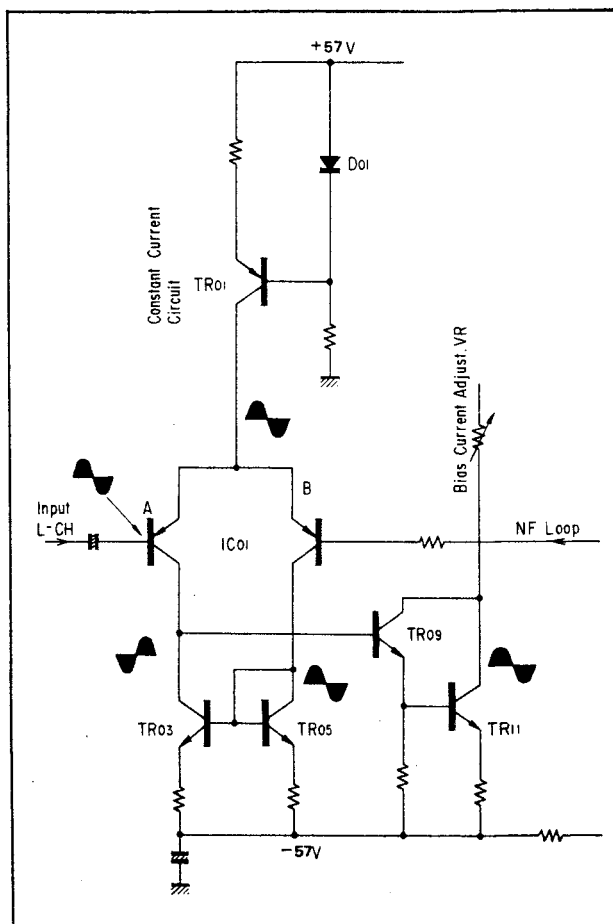 +57V
D01
Constant Current
Circuit
TR01
Bias Current Adjust. VR
A
B
Input
L-CH
IC01
NF Loop
TR09
TR03
TR05
TR11
-57V